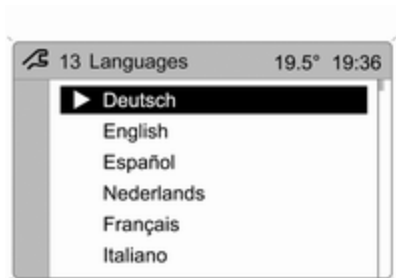 13 Languages 19.5° 19:36
Deutsch
English
Español
Nederlands
Français
Italiano